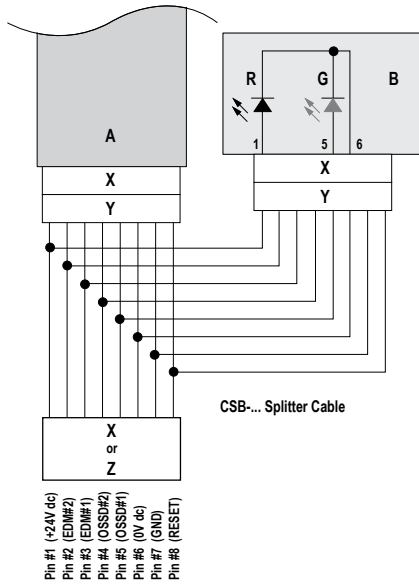 R
G
B
A
1
5
6
X
X
Y
Y
CSB-... Splitter Cable
X
or
Z
Pin #1 (+24V dc)
Pin #2 (EDM#2)
Pin #3 (EDM#1)
Pin #4 (OSSD#2)
Pin #5 (OSSD#1)
Pin #6 (0V dc)
Pin #7 (GND)
Pin #8 (RESET)